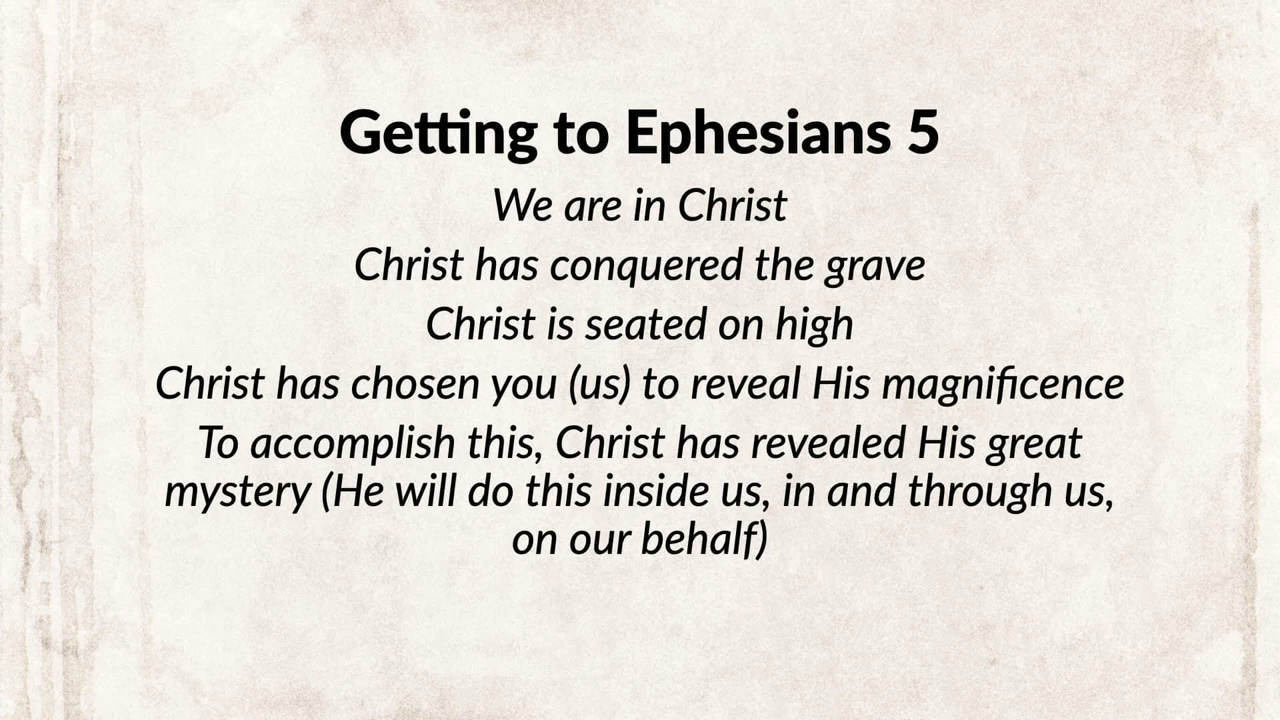 Getting to Ephesians 5
We are in Christ
Christ has conquered the grave
Christ is seated on high
Christ has chosen you (us) to reveal His magnificence
To accomplish this, Christ has revealed His great
mystery (He will do this inside us, in and through us,
on our behalf)